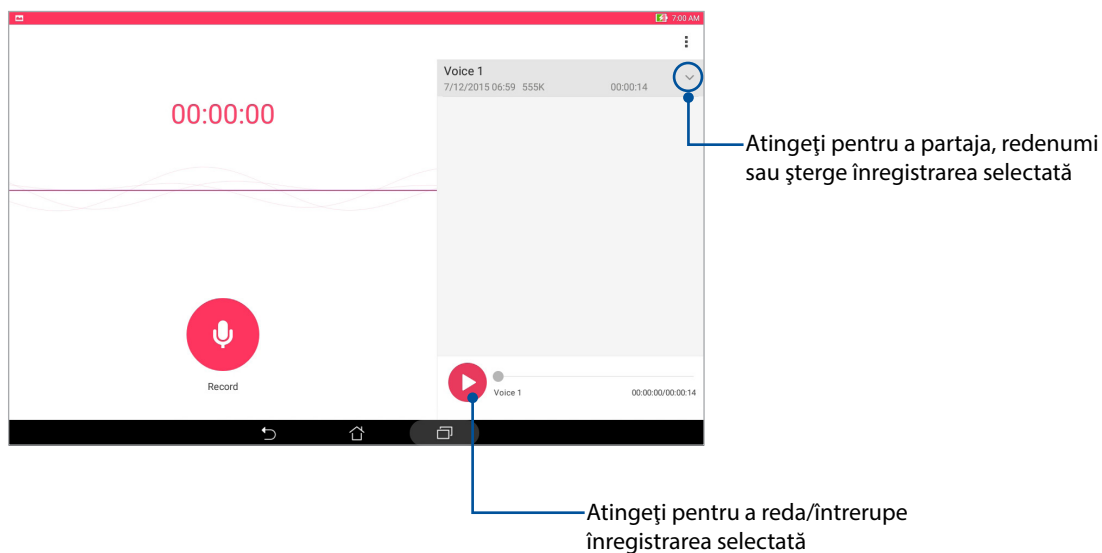 7:00 AM
Voice 1
7/12/2015 06:59 555K 00:00:14
00:00:00
Atingeţi pentru a partaja, redenumi
sau şterge înregistrarea selectată
Record
Voice 1 00:00:00/00:00:14
Atingeţi pentru a reda/întrerupe
înregistrarea selectată